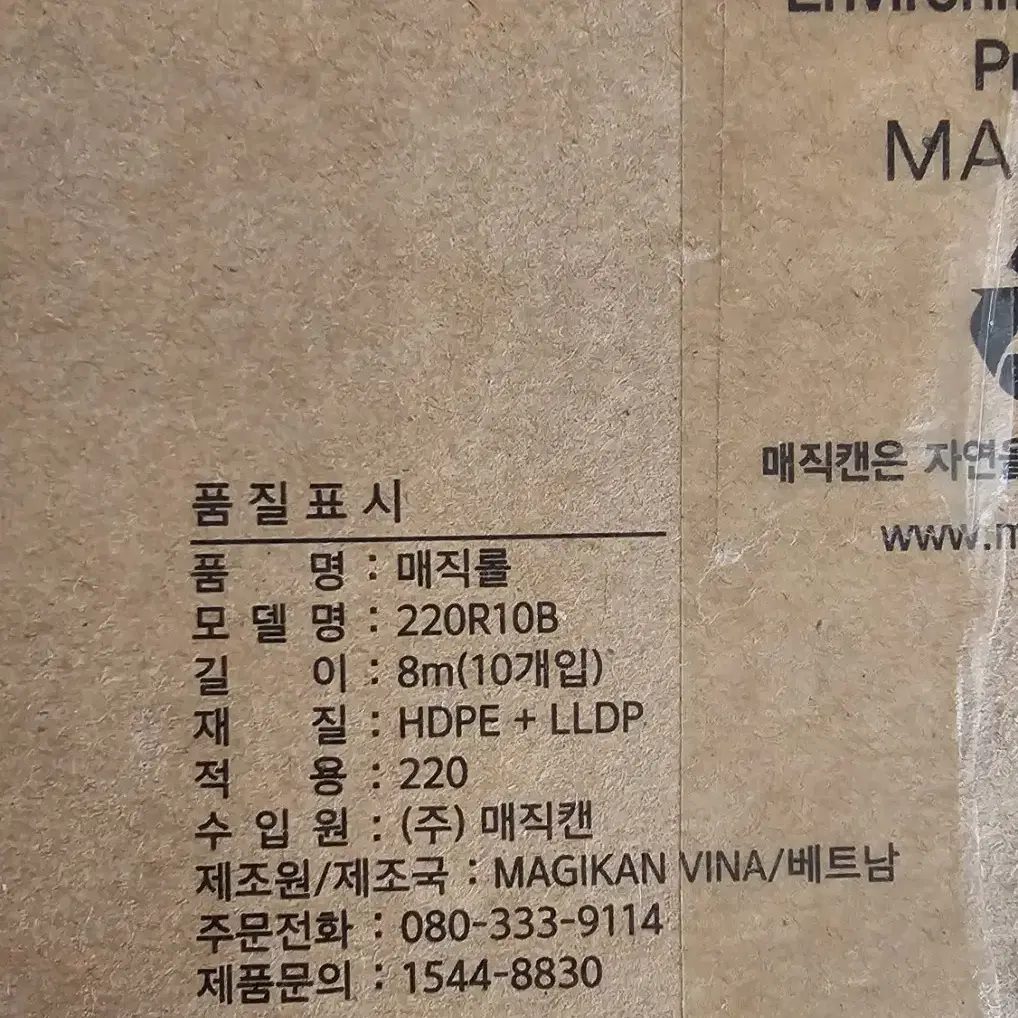 MA
매직캔은
www.m
품질표시
품 명 : 매직롤
모델명 : 220R10B
길 이 : 8m(10개입)
재 질 : HDPE + LLDP
적 용 : 220
수입원 : (주) 매직캔
제조원/제조국 : MAGIKAN VINA/베트남
주문전화 : 080-333-9114
제품문의 : 1544-8830